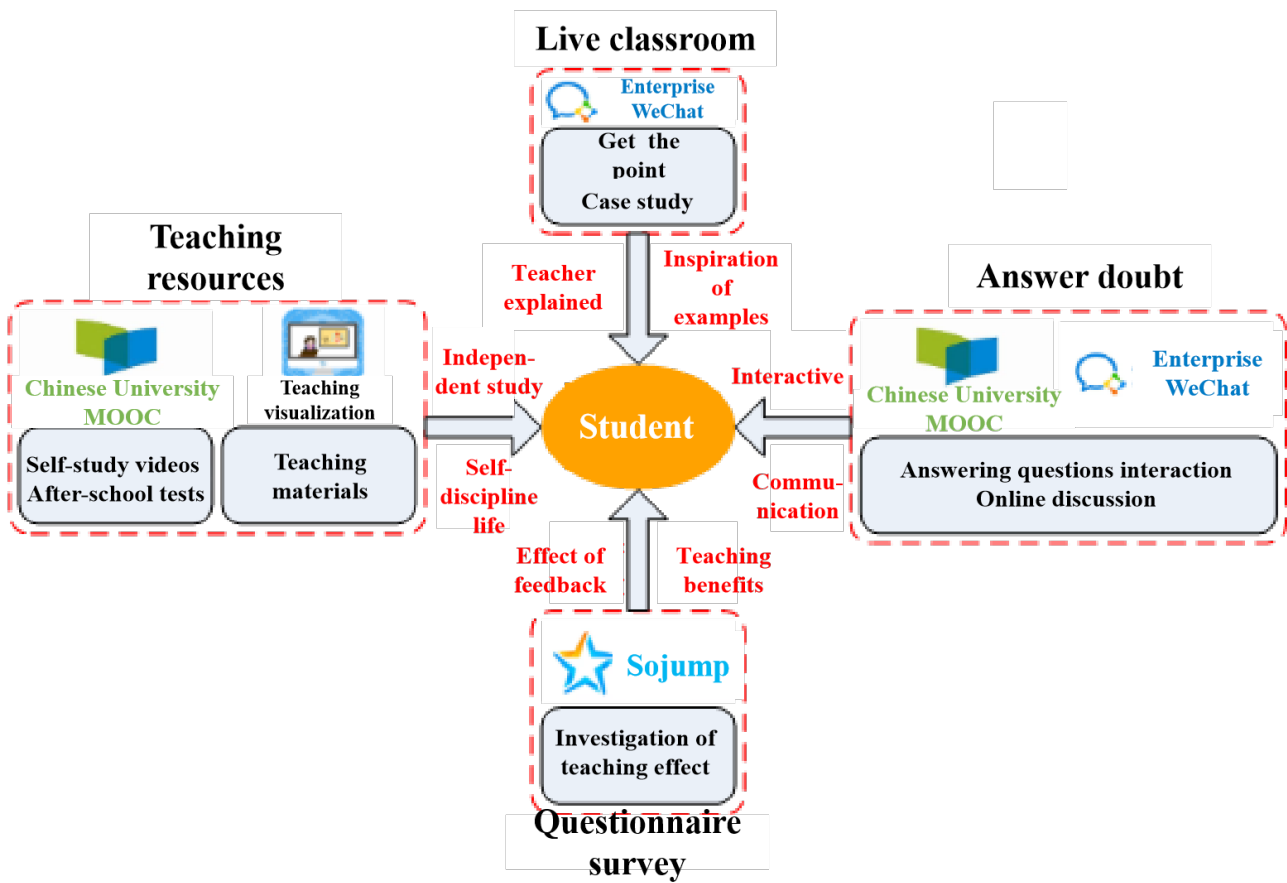 Live classroom
Enterprise
WeChat
Get the
point
Case study
Teaching
resources
Chinese University
MOOC
Teaching
visualization
Self-study videos
After-school tests
Teaching
materials
Teacher
explained
Inspiration
of
examples
Indepen-
dent study
Self-
discipline
life
Student
Interactive
Commu-
nication
Answer doubt
Chinese University
MOOC
Enterprise
WeChat
Answering questions interaction
Online discussion
Effect of
feedback
Teaching
benefits
Sojump
Investigation of
teaching effect
Questionnaire
survey